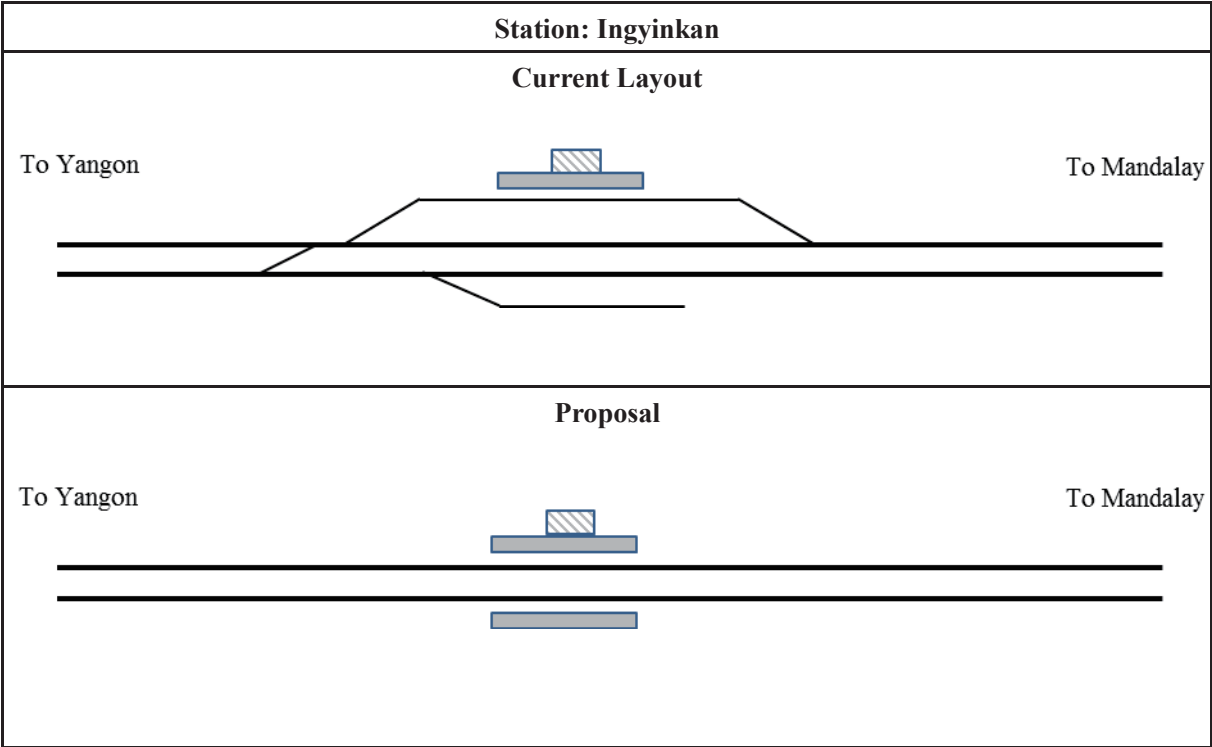 Station: Ingyinkan
Current Layout
To Yangon
To Mandalay
Proposal
To Yangon
To Mandalay